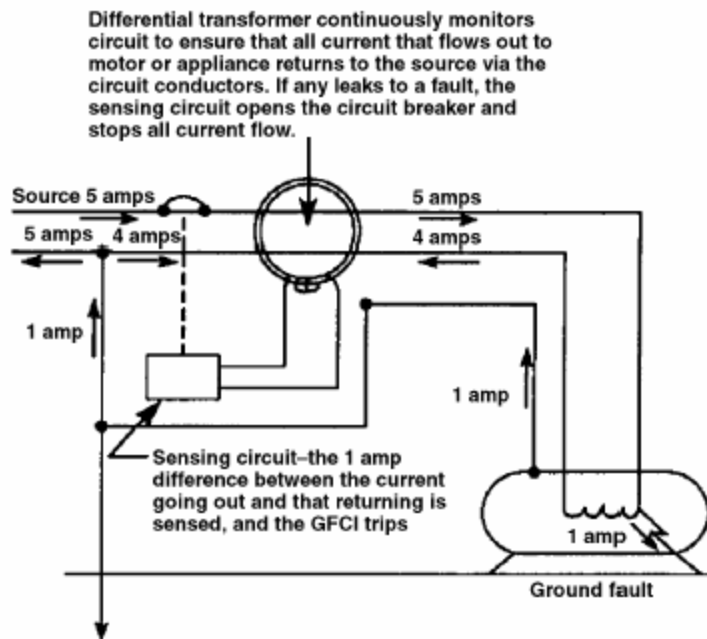 Differential transformer continuously monitors
circuit to ensure that all current that flows out to
motor or appliance returns to the source via the
circuit conductors. If any leaks to a fault, the
sensing circuit opens the circuit breaker and
stops all current flow.
Source 5 amps
5 amps
5 amps
4 amps
4 amps
1 amp
1 amp
Sensing circuit–the 1 amp
difference between the current
going out and that returning is
sensed, and the GFCI trips
1 amp
Ground fault